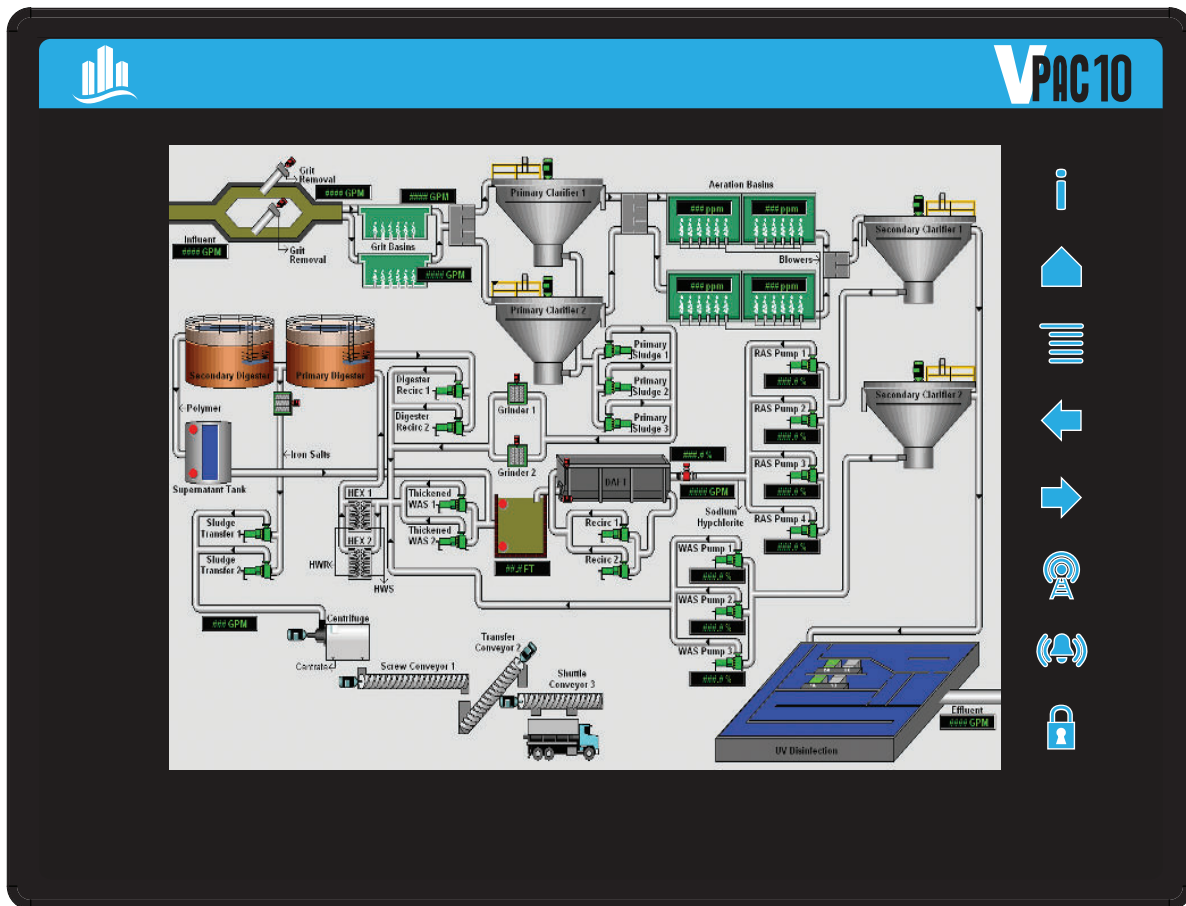 VPAC10
Grit
Removal
#### GPM
#### GPM
Influent
#### GPM
Grit
Removal
Grit Basins
#### GPM
Primary Clarifier 1
Primary Clarifier 2
Aeration Basins
### ppm
### ppm
### ppm
### ppm
Blowers
Secondary Clarifier 1
Secondary Clarifier 2
Secondary Digester
Primary Digester
Polymer
Iron Salts
Supernatant Tank
Digester
Recirc 1
Digester
Recirc 2
Grinder 1
Grinder 2
Primary
Sludge 1
Primary
Sludge 2
Primary
Sludge 3
RAS Pump 1
###.# %
RAS Pump 2
###.# %
RAS Pump 3
###.# %
RAS Pump 4
###.# %
DAFT
###.# %
#### GPM
Sodium
Hypchlorite
HEX 1
HEX 2
HWR
HWS
Thickened
WAS 1
Thickened
WAS 2
##.# FT
Recirc 1
Recirc 2
WAS Pump 1
###.# %
WAS Pump 2
###.# %
WAS Pump 3
###.# %
Sludge
Transfer 1
Sludge
Transfer 2
### GPM
Centrifuge
Centrate
Screw Conveyor 1
Transfer
Conveyor 2
Shuttle
Conveyor 3
UV Disinfection
Effluent
#### GPM